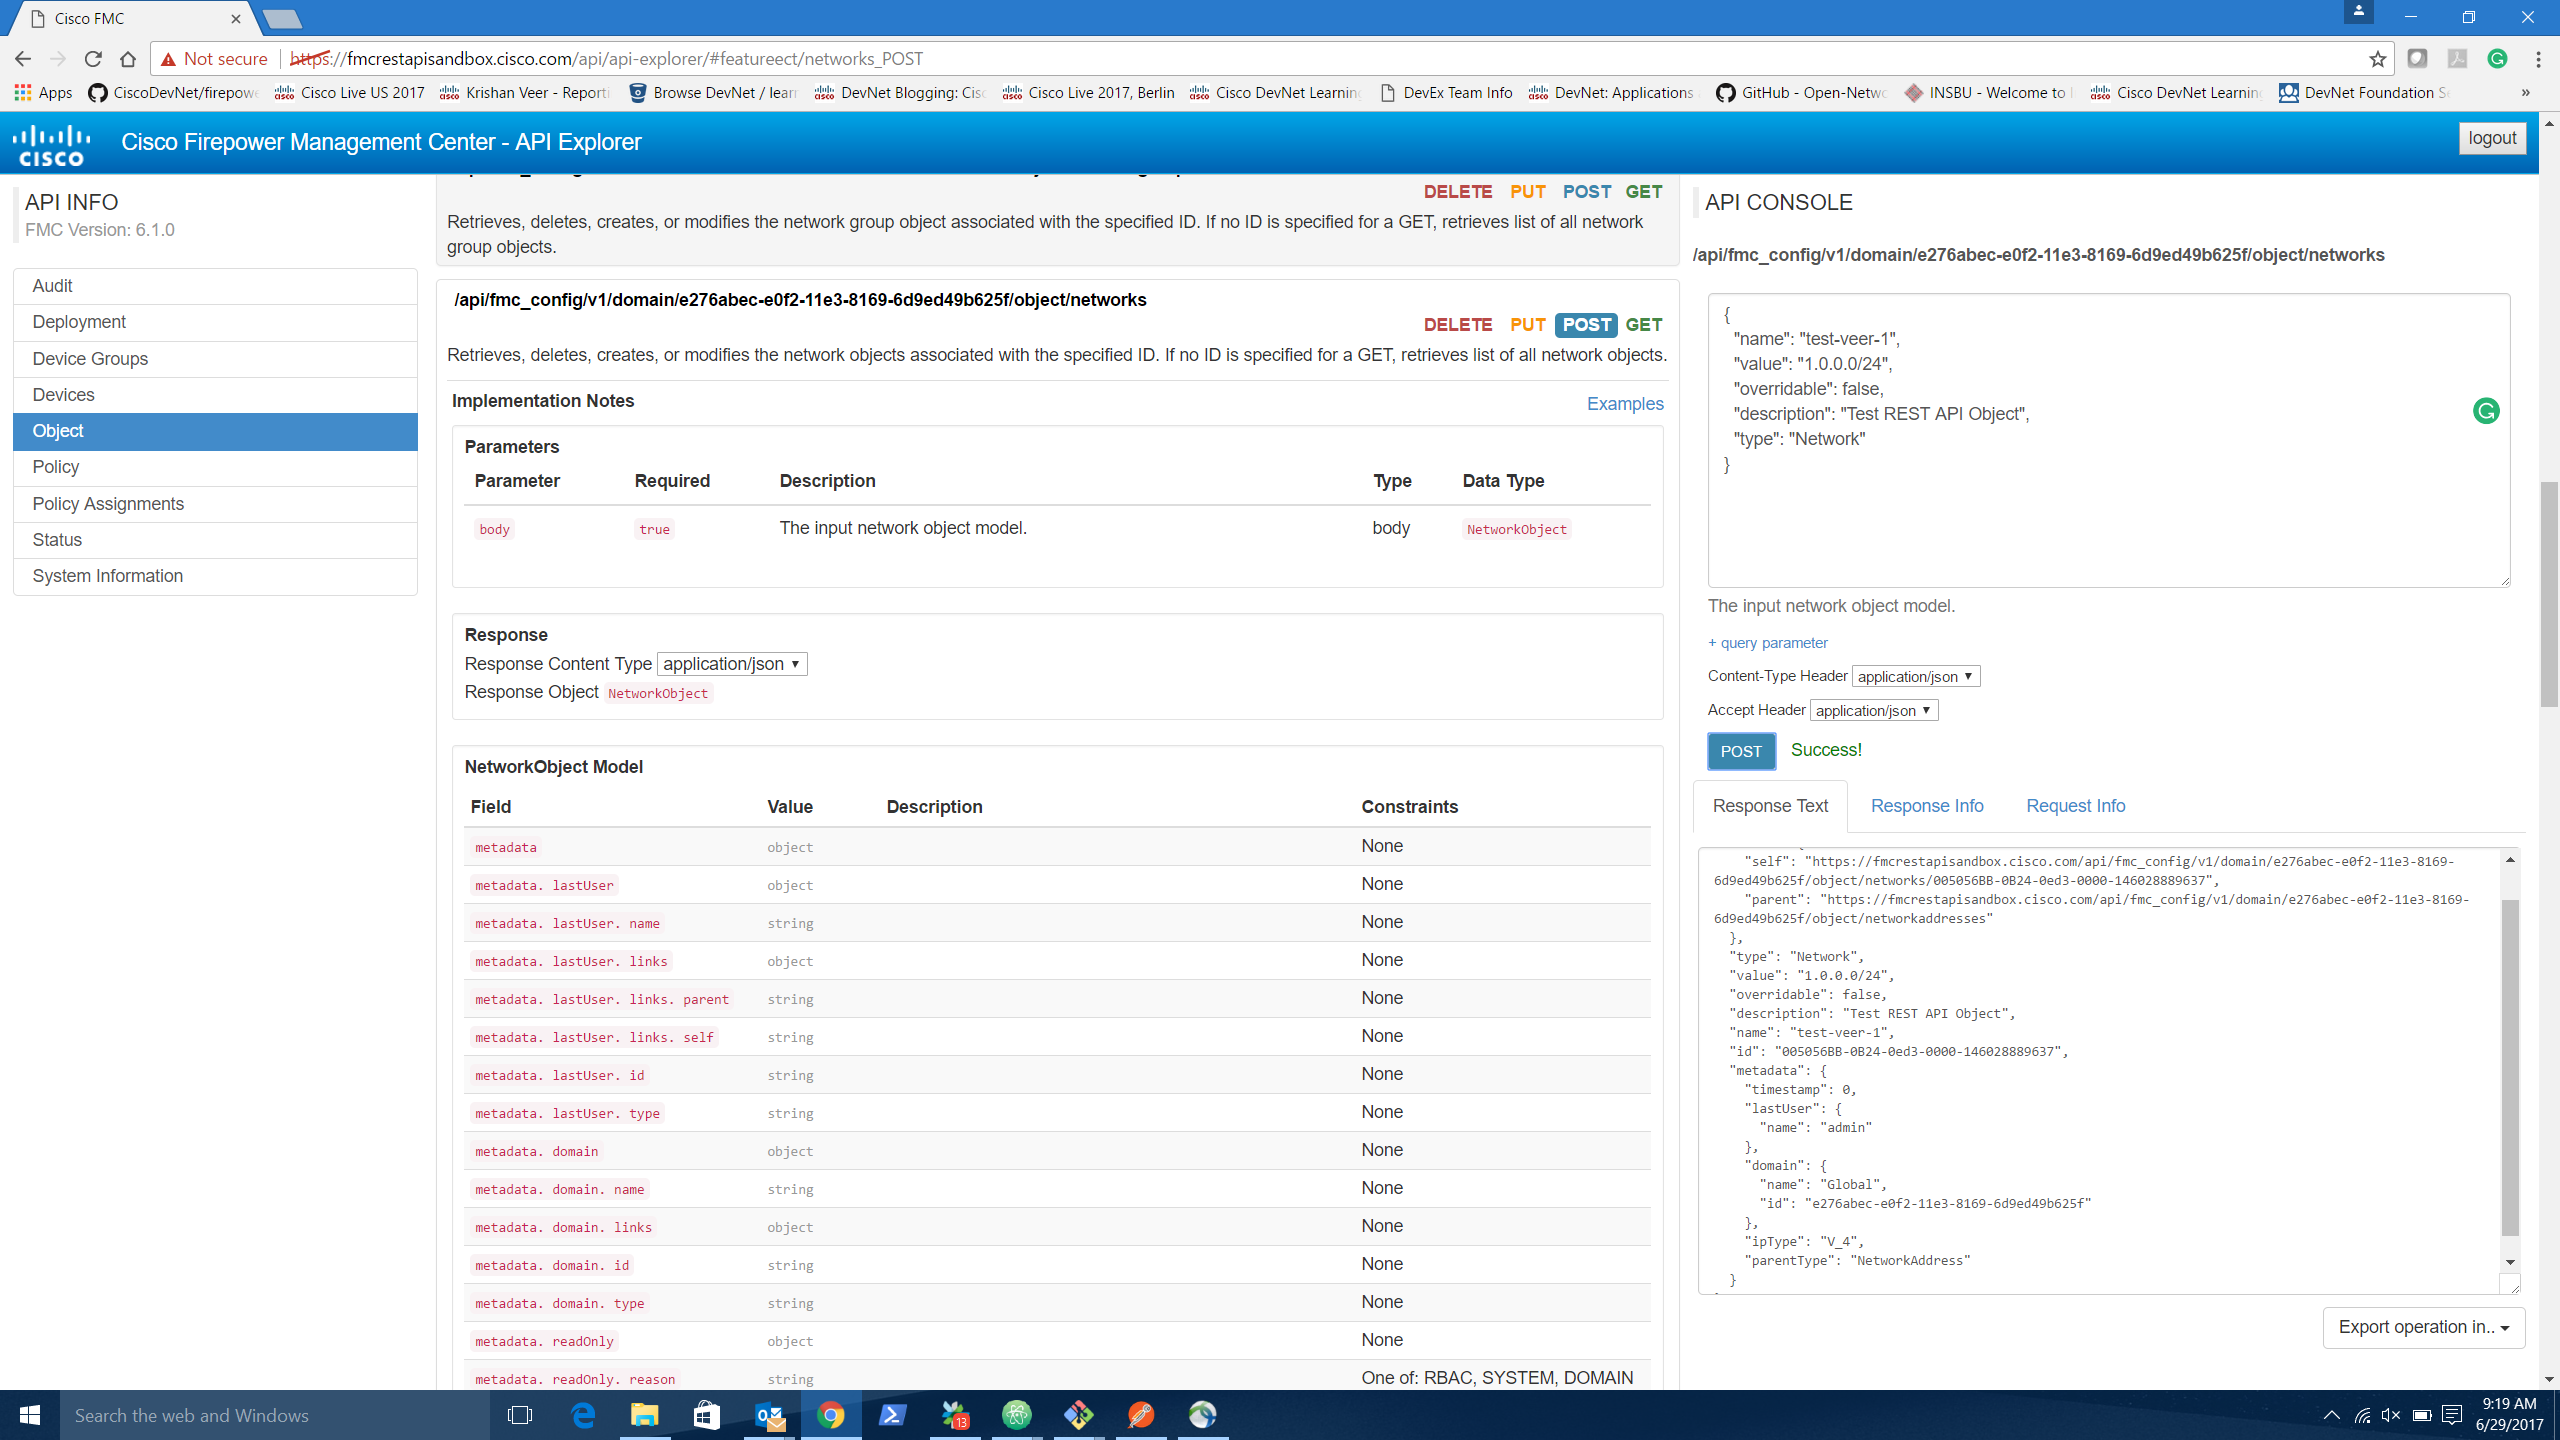 Cisco FMC
Not secure
https://fmcrestapisandbox.cisco.com/api/api-explorer/#featureect/networks_POST
Apps
CiscoDevNet/firepow
Cisco Live US 2017
Krishan Veer - Reporti
Browse DevNet / learn
DevNet Blogging: Cisc
Cisco Live 2017, Berlin
Cisco DevNet Learning
DevEx Team Info
DevNet: Applications
GitHub - Open-Netwo
INSBU - Welcome to
Cisco DevNet Learning
DevNet Foundation S
»
CISCO
Cisco Firepower Management Center - API Explorer
logout
API INFO
FMC Version: 6.1.0
Audit
Deployment
Device Groups
Devices
Object
Policy
Policy Assignments
Status
System Information
DELETE PUT POST GET
Retrieves, deletes, creates, or modifies the network group object associated with the specified ID. If no ID is specified for a GET, retrieves list of all network
group objects.
/api/fmc_config/v1/domain/e276abec-e0f2-11e3-8169-6d9ed49b625f/object/networks
DELETE PUT POST GET
Retrieves, deletes, creates, or modifies the network objects associated with the specified ID. If no ID is specified for a GET, retrieves list of all network objects.
Implementation Notes
Examples
Parameters
Parameter Required Description Type Data Type
body true The input network object model. body NetworkObject
Response
Response Content Type application/json
Response Object NetworkObject
NetworkObject Model
Field Value Description Constraints
metadata object None
metadata. lastUser object None
metadata. lastUser. name string None
metadata. lastUser. links object None
metadata. lastUser. links. parent string None
metadata. lastUser. links. self string None
metadata. lastUser. id string None
metadata. lastUser. type string None
metadata. domain object None
metadata. domain. name string None
metadata. domain. links object None
metadata. domain. id string None
metadata. domain. type string None
metadata. readOnly object None
metadata. readOnly. reason string One of: RBAC, SYSTEM, DOMAIN
API CONSOLE
/api/fmc_config/v1/domain/e276abec-e0f2-11e3-8169-6d9ed49b625f/object/networks
{
"name": "test-veer-1",
"value": "1.0.0.0/24",
"overridable": false,
"description": "Test REST API Object",
"type": "Network"
}
The input network object model.
+ query parameter
Content-Type Header application/json
Accept Header application/json
POST Success!
Response Text Response Info Request Info
"self": "https://fmcrestapisandbox.cisco.com/api/fmc_config/v1/domain/e276abec-e0f2-11e3-8169-
6d9ed49b625f/object/networks/005056BB-0B24-0ed3-0000-146028889637",
"parent": "https://fmcrestapisandbox.cisco.com/api/fmc_config/v1/domain/e276abec-e0f2-11e3-8169-
6d9ed49b625f/object/networkaddresses"
},
"type": "Network",
"value": "1.0.0.0/24",
"overridable": false,
"description": "Test REST API Object",
"name": "test-veer-1",
"id": "005056BB-0B24-0ed3-0000-146028889637",
"metadata": {
"timestamp": 0,
"lastUser": {
"name": "admin"
},
"domain": {
"name": "Global",
"id": "e276abec-e0f2-11e3-8169-6d9ed49b625f"
},
"ipType": "V_4",
"parentType": "NetworkAddress"
}
Export operation in..
Search the web and Windows
13
9:19 AM
6/29/2017